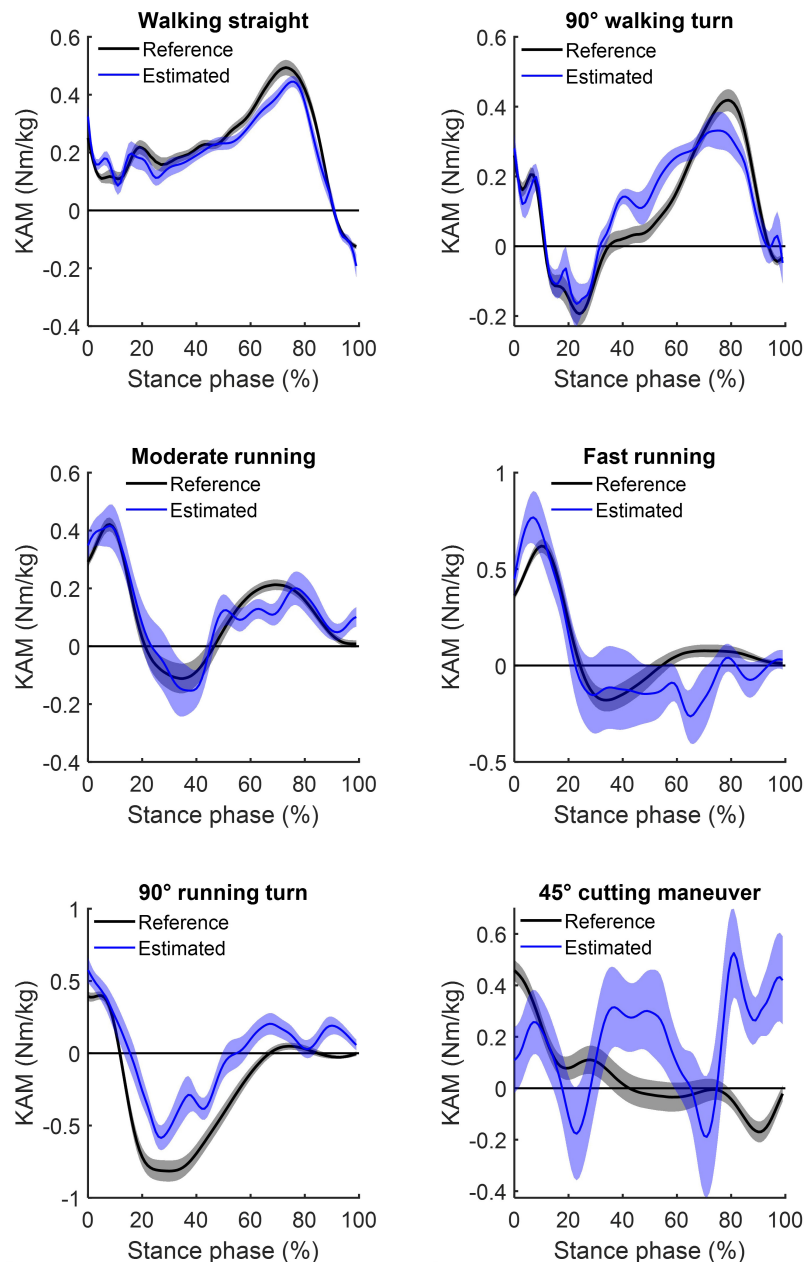 Walking straight
Reference
Estimated
0.6
0.4
0.2
0
-0.2
-0.4
KAM (Nm/kg)
0 20 40 60 80 100
Stance phase (%)
90° walking turn
Reference
Estimated
0.6
0.4
0.2
0
-0.2
KAM (Nm/kg)
0 20 40 60 80 100
Stance phase (%)
Moderate running
Reference
Estimated
0.6
0.4
0.2
0
-0.2
-0.4
KAM (Nm/kg)
0 20 40 60 80 100
Stance phase (%)
Fast running
Reference
Estimated
1
0.5
0
-0.5
KAM (Nm/kg)
0 20 40 60 80 100
Stance phase (%)
90° running turn
Reference
Estimated
1
0.5
0
-0.5
-1
KAM (Nm/kg)
0 20 40 60 80 100
Stance phase (%)
45° cutting maneuver
Reference
Estimated
0.6
0.4
0.2
0
-0.2
-0.4
KAM (Nm/kg)
0 20 40 60 80 100
Stance phase (%)